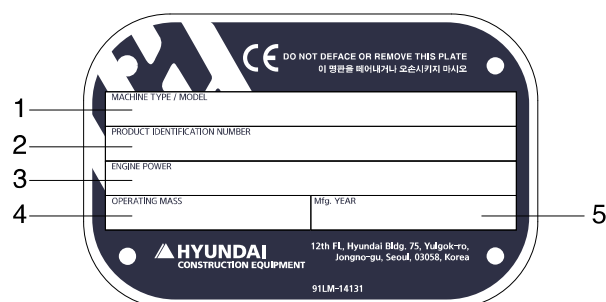 CE DO NOT DEFACE OR REMOVE THIS PLATE
이 명판을 떼어내거나 오손시키지 마시오
1 MACHINE TYPE / MODEL
2 PRODUCT IDENTIFICATION NUMBER
3 ENGINE POWER
4 OPERATING MASS Mfg. YEAR 5
HYUNDAI
CONSTRUCTION EQUIPMENT
12th Fl., Hyundai Bldg. 75, Yulgok-ro,
Jongno-gu, Seoul, 03058, Korea
91LM-14131